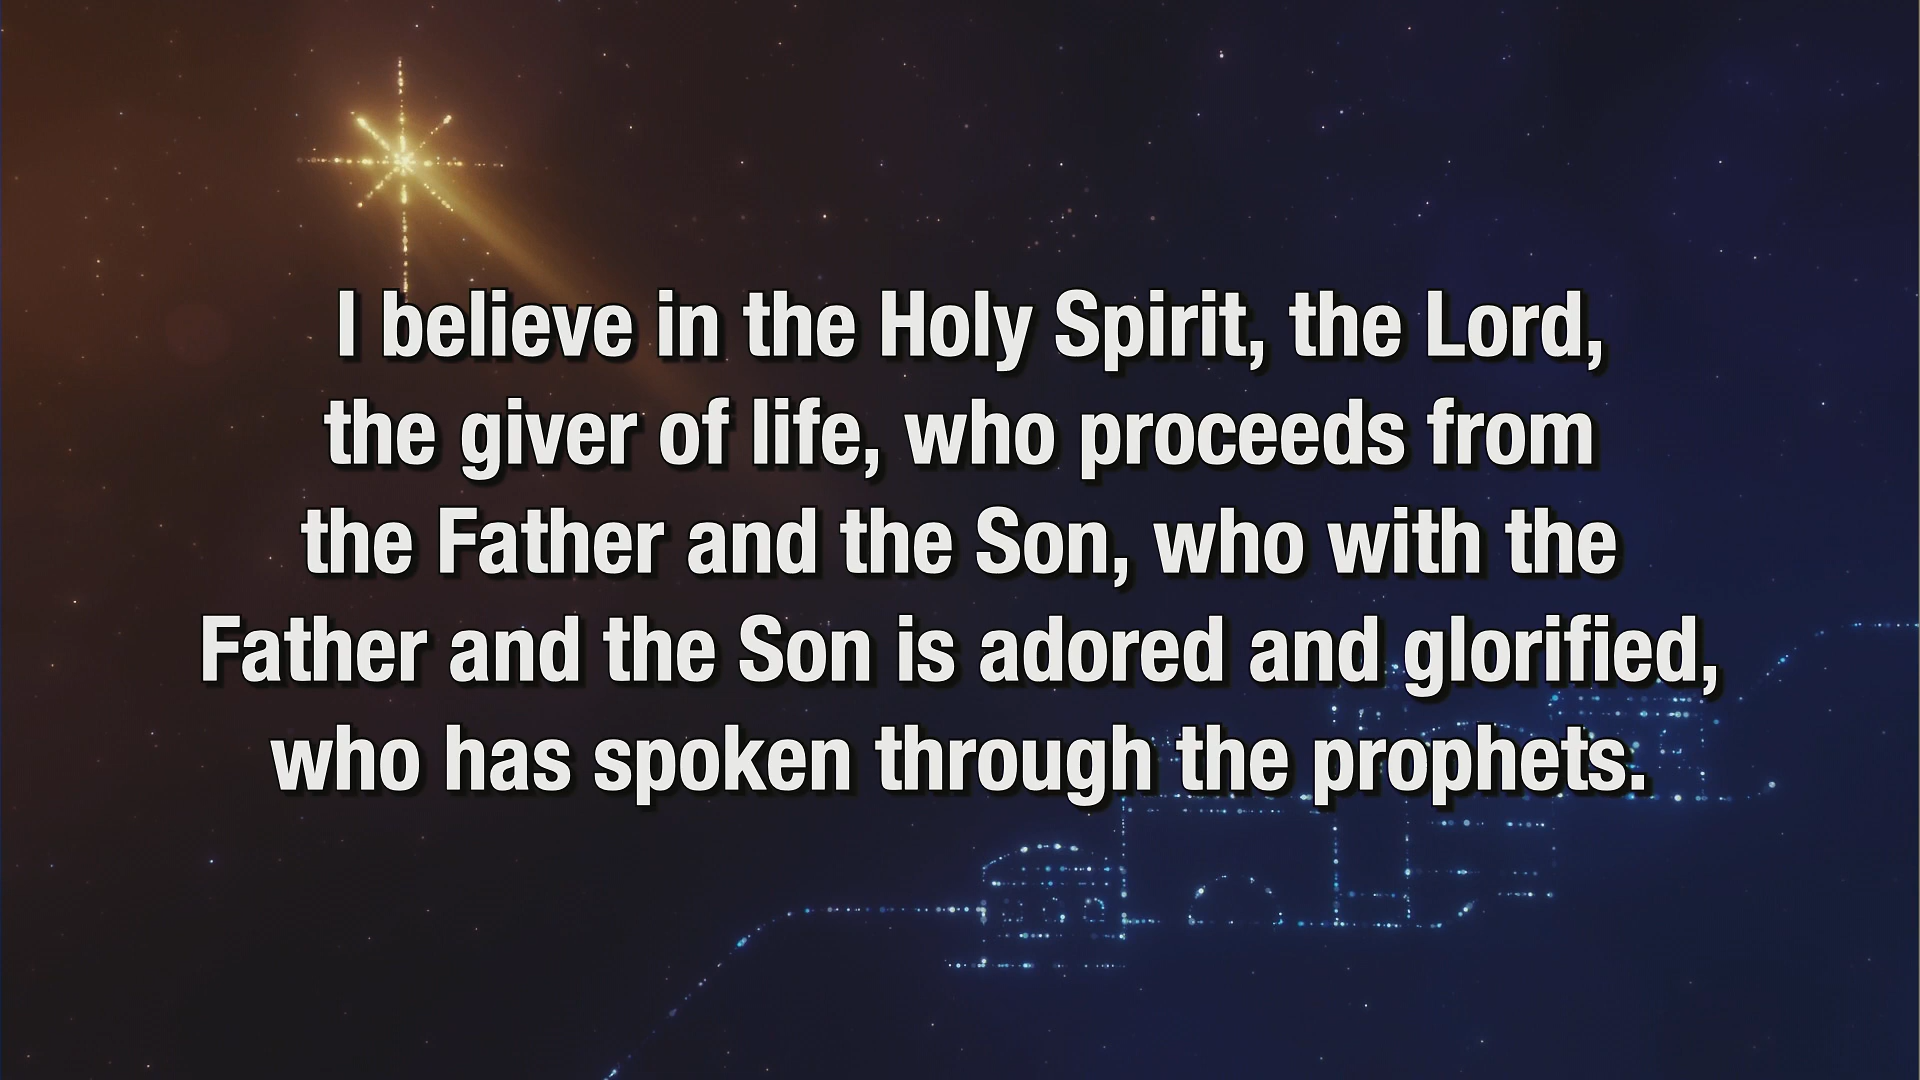 I believe in the Holy Spirit, the Lord,
the giver of life, who proceeds from
the Father and the Son, who with the
Father and the Son is adored and glorified,
who has spoken through the prophets.